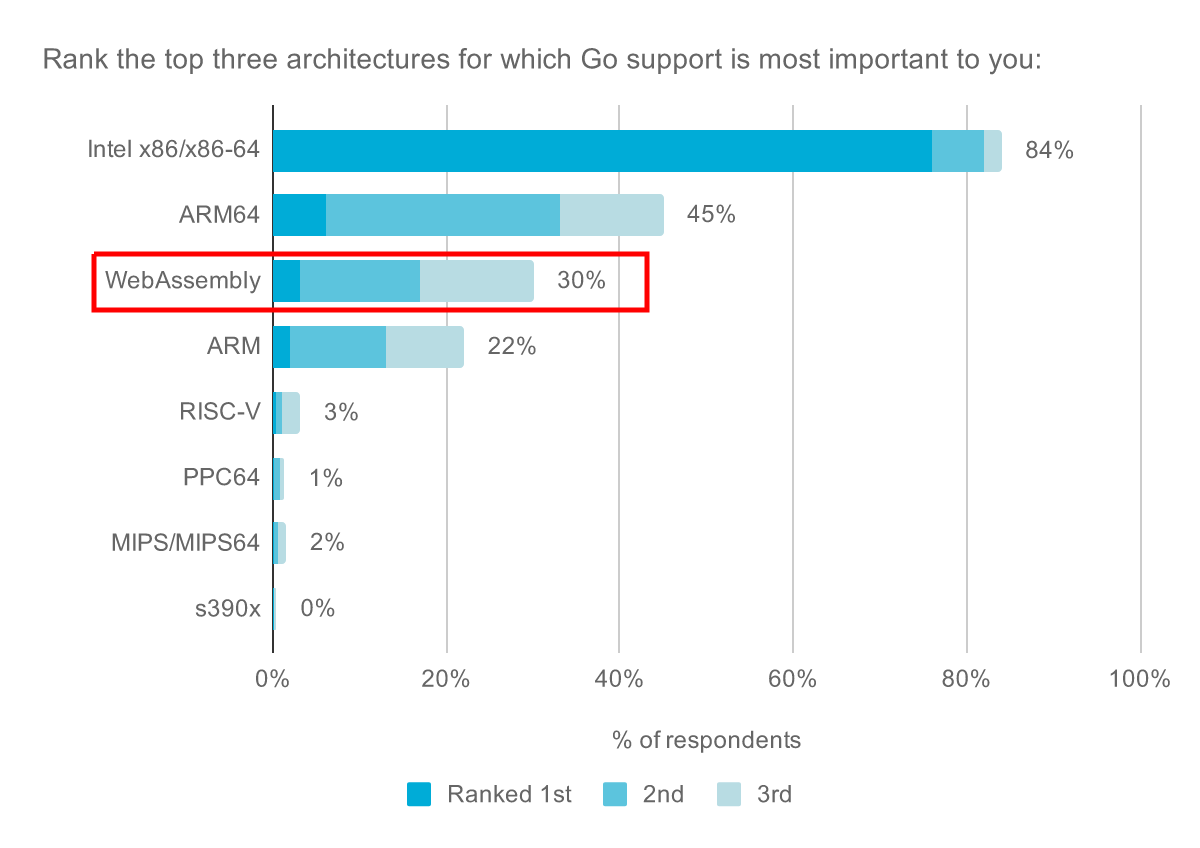 Rank the top three architectures for which Go support is most important to you:
Intel x86/x86-64 84%
ARM64 45%
WebAssembly 30%
ARM 22%
RISC-V 3%
PPC64 1%
MIPS/MIPS64 2%
s390x 0%
0% 20% 40% 60% 80% 100%
% of respondents
Ranked 1st 2nd 3rd